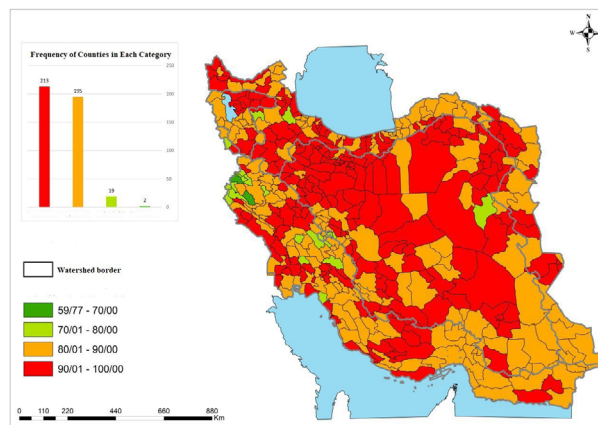 N
W
E
S
Frequency of Counties in Each Category
250
213
195
200
150
100
50
19
2
0
Watershed border
59/77 - 70/00
70/01 - 80/00
80/01 - 90/00
90/01 - 100/00
0 110 220 440 660 880
Km